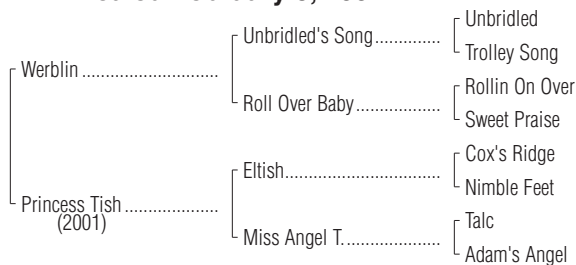 Werblin
Princess Tish
(2001)
Unbridled's Song
Roll Over Baby
Eltish
Miss Angel T.
Unbridled
Trolley Song
Rollin On Over
Sweet Praise
Cox's Ridge
Nimble Feet
Talc
Adam's Angel